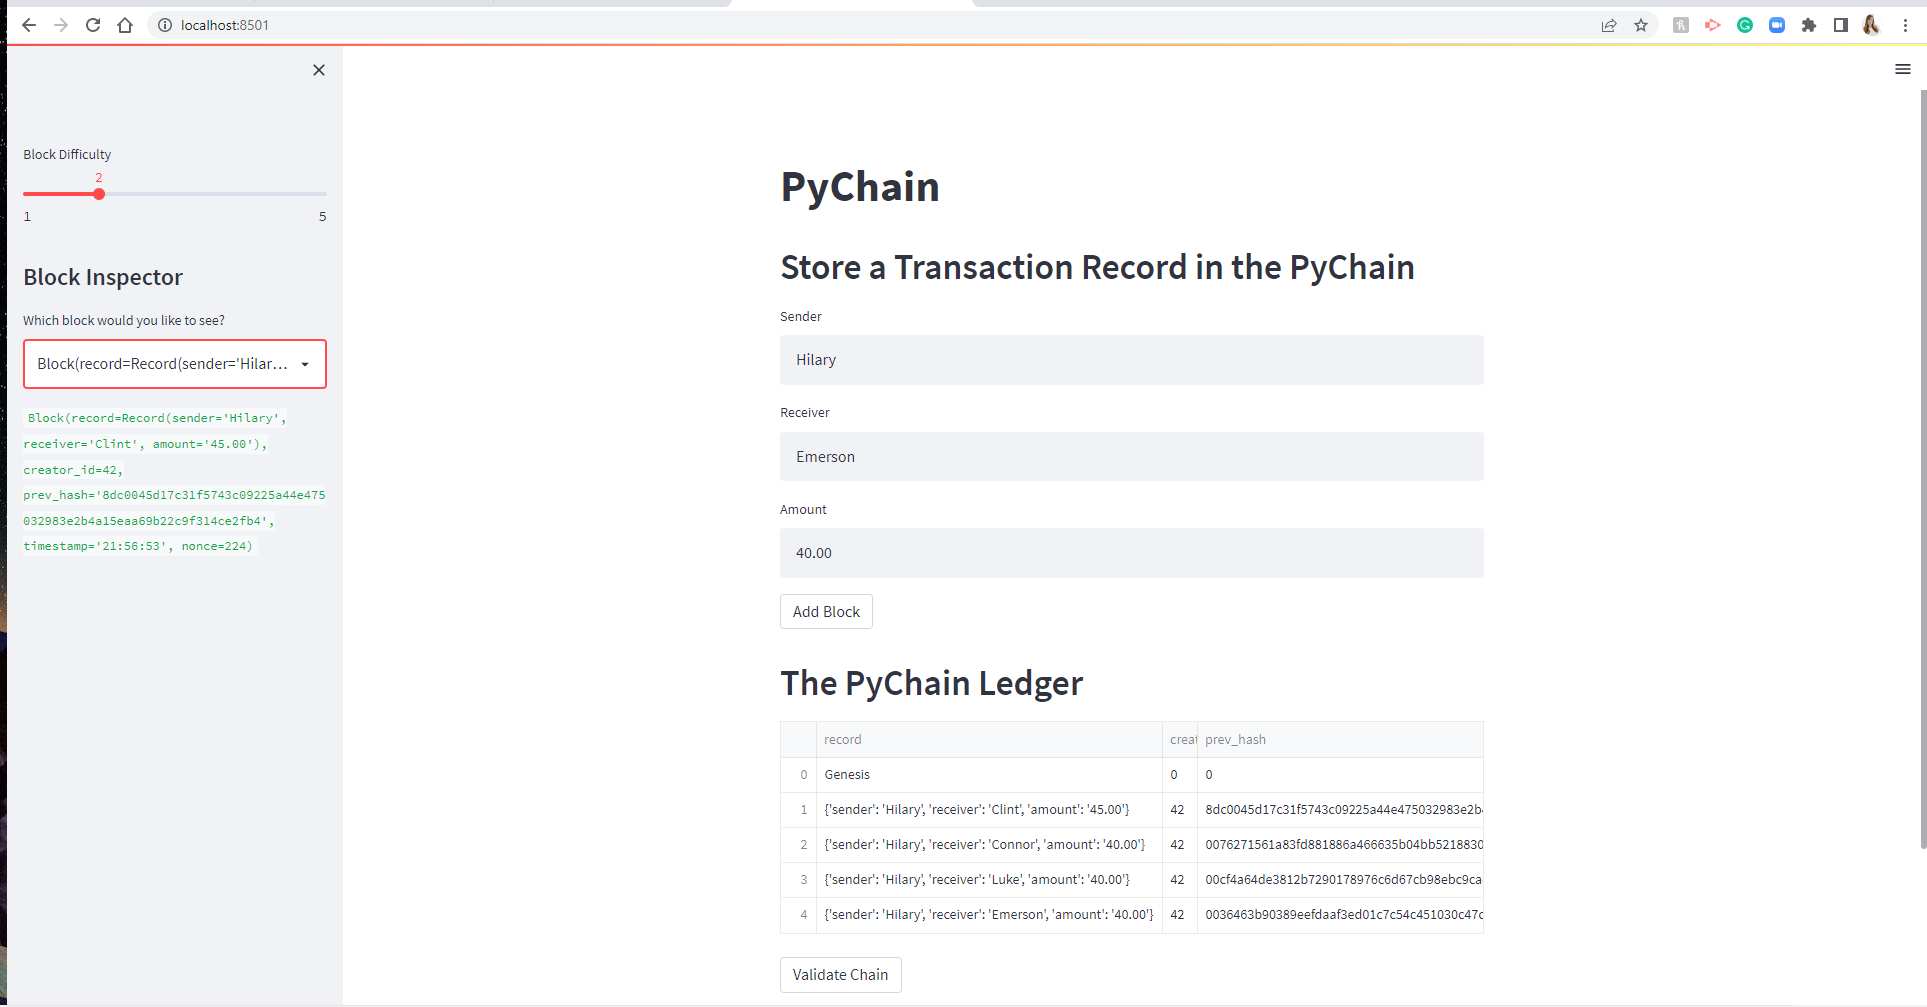 localhost:8501
Block Difficulty
2
1 5
Block Inspector
Which block would you like to see?
Block(record=Record(sender='Hilar...
Block(record=Record(sender='Hilary',
receiver='Clint', amount='45.00'),
creator_id=42,
prev_hash='8dc0045d17c31f5743c09225a44e475
032983e2b4a15eaa69b22c9f314ce2fb4',
timestamp='21:56:53', nonce=224)
PyChain
Store a Transaction Record in the PyChain
Sender
Hilary
Receiver
Emerson
Amount
40.00
Add Block
The PyChain Ledger
record creat prev_hash
0 Genesis 0 0
1 {'sender': 'Hilary', 'receiver': 'Clint', 'amount': '45.00'} 42 8dc0045d17c31f5743c09225a44e475032983e2b4
2 {'sender': 'Hilary', 'receiver': 'Connor', 'amount': '40.00'} 42 0076271561a83fd881886a466635b04bb5218830
3 {'sender': 'Hilary', 'receiver': 'Luke', 'amount': '40.00'} 42 00cf4a64de3812b7290178976c6d67cb98ebc9ca
4 {'sender': 'Hilary', 'receiver': 'Emerson', 'amount': '40.00'} 42 0036463b90389eefdaaf3ed01c7c54c451030c47c
Validate Chain